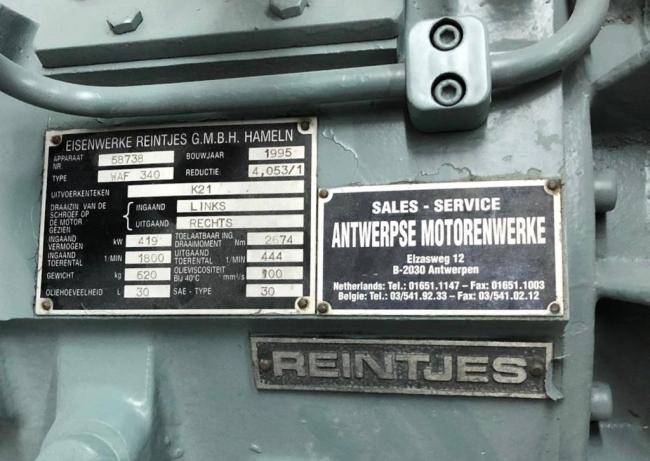 EISENWERKE REINTJES G.M.B.H. HAMELN
APPARAAT NR. 58738 BOUWJAAR 1995
TYPE WAF 340 REDUCTIE: 4,053/1
UITVOERKENTEKEN K21
DRAAIZIN VAN DE SCHROEF OP DE MOTOR GEZIEN { INGAAND LINKS
UITGAAND RECHTS
INGAAND VERMOGEN kW 419 TOELAATBAAR ING. DRAAIMOMENT Nm 2674
INGAAND TOERENTAL 1/MIN 1800 UITGAAND TOERENTAL 1/MIN 444
GEWICHT kg 620 OLIEVISCOSITEIT BIJ 40°C mm²/s 100
OLIEHOEVEELHEID L 30 SAE - TYPE 30
SALES - SERVICE
ANTWERPSE MOTORENWERKE
Elzasweg 12
B-2030 Antwerpen
Netherlands: Tel.: 01651.1147 – Fax: 01651.1003
Belgie: Tel.: 03/541.92.33 – Fax: 03/541.02.12
REINTJES